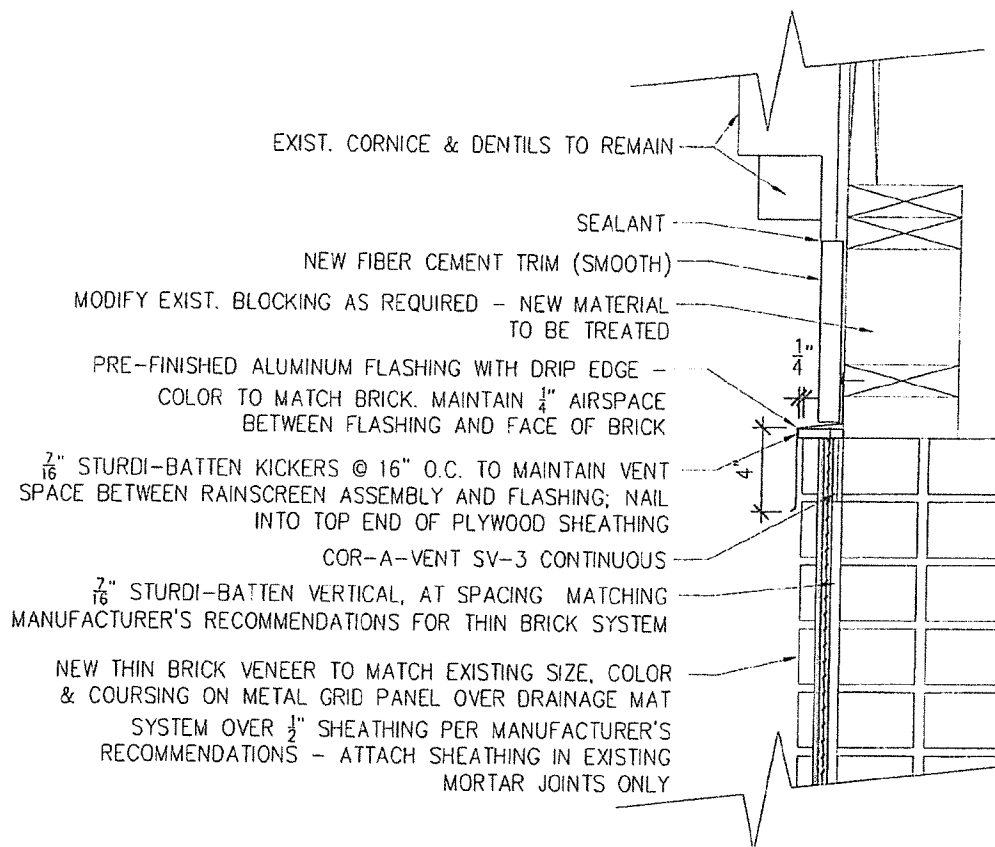 EXIST. CORNICE & DENTILS TO REMAIN
SEALANT
NEW FIBER CEMENT TRIM (SMOOTH)
MODIFY EXIST. BLOCKING AS REQUIRED – NEW MATERIAL
TO BE TREATED
1/4"
PRE-FINISHED ALUMINUM FLASHING WITH DRIP EDGE –
COLOR TO MATCH BRICK. MAINTAIN 1/4" AIRSPACE
BETWEEN FLASHING AND FACE OF BRICK
4"
7/16" STURDI-BATTEN KICKERS @ 16" O.C. TO MAINTAIN VENT
SPACE BETWEEN RAINSCREEN ASSEMBLY AND FLASHING; NAIL
INTO TOP END OF PLYWOOD SHEATHING
COR-A-VENT SV-3 CONTINUOUS
7/16" STURDI-BATTEN VERTICAL, AT SPACING MATCHING
MANUFACTURER'S RECOMMENDATIONS FOR THIN BRICK SYSTEM
NEW THIN BRICK VENEER TO MATCH EXISTING SIZE, COLOR
& COURSING ON METAL GRID PANEL OVER DRAINAGE MAT
SYSTEM OVER 1/2" SHEATHING PER MANUFACTURER'S
RECOMMENDATIONS – ATTACH SHEATHING IN EXISTING
MORTAR JOINTS ONLY